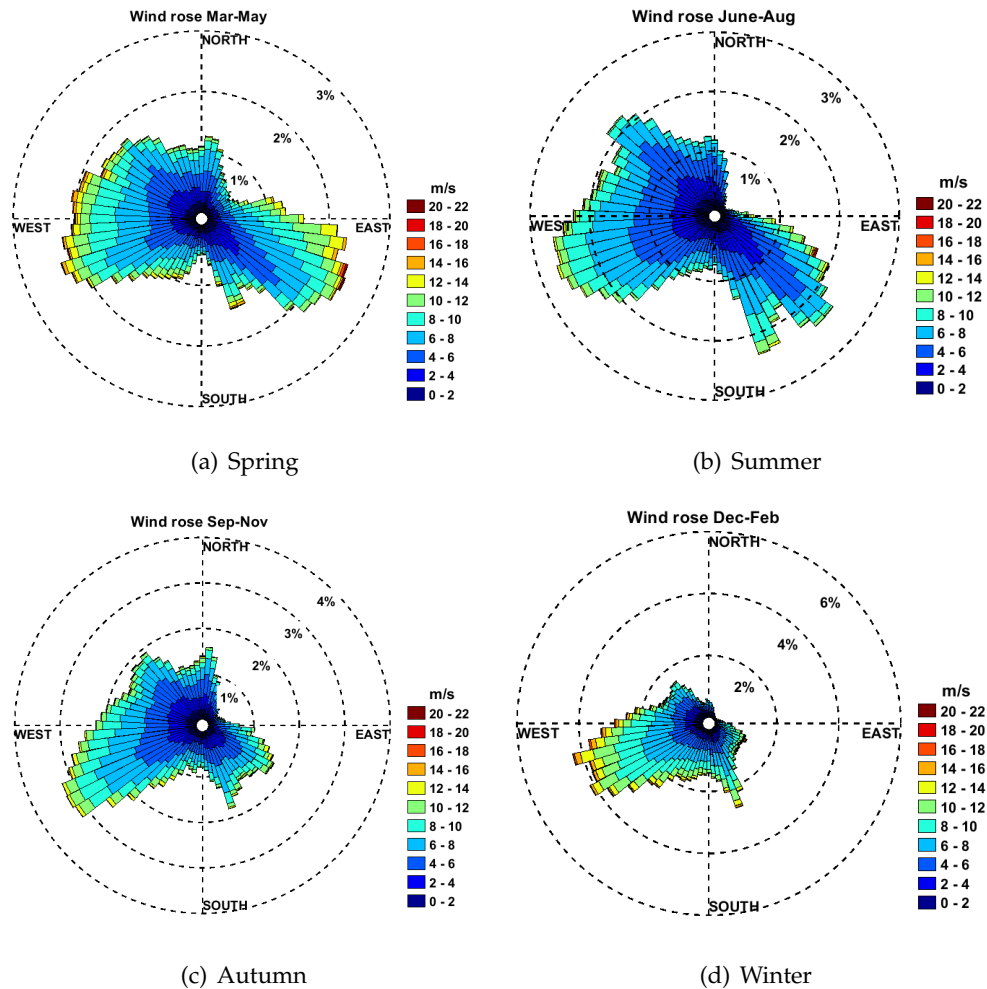 Wind rose Mar-May
NORTH
3%
2%
1%
WEST
EAST
SOUTH
m/s
20 - 22
18 - 20
16 - 18
14 - 16
12 - 14
10 - 12
8 - 10
6 - 8
4 - 6
2 - 4
0 - 2
(a) Spring
Wind rose June-Aug
NORTH
3%
2%
1%
WEST
EAST
SOUTH
m/s
20 - 22
18 - 20
16 - 18
14 - 16
12 - 14
10 - 12
8 - 10
6 - 8
4 - 6
2 - 4
0 - 2
(b) Summer
Wind rose Sep-Nov
NORTH
4%
3%
2%
1%
WEST
EAST
SOUTH
m/s
20 - 22
18 - 20
16 - 18
14 - 16
12 - 14
10 - 12
8 - 10
6 - 8
4 - 6
2 - 4
0 - 2
(c) Autumn
Wind rose Dec-Feb
NORTH
6%
4%
2%
WEST
EAST
SOUTH
m/s
20 - 22
18 - 20
16 - 18
14 - 16
12 - 14
10 - 12
8 - 10
6 - 8
4 - 6
2 - 4
0 - 2
(d) Winter